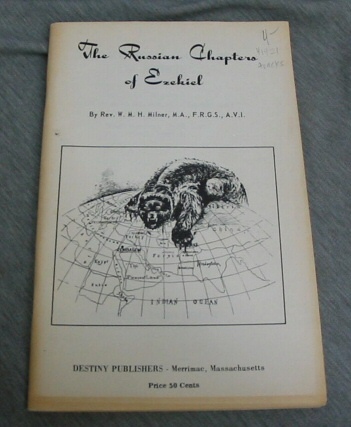 The Russian Chapters
of Ezekiel
By Rev. W. M. H. Milner, M.A., F.R.G.S., A.V.I.
INDIAN OCEAN
DESTINY PUBLISHERS - Merrimac, Massachusetts
Price 50 Cents